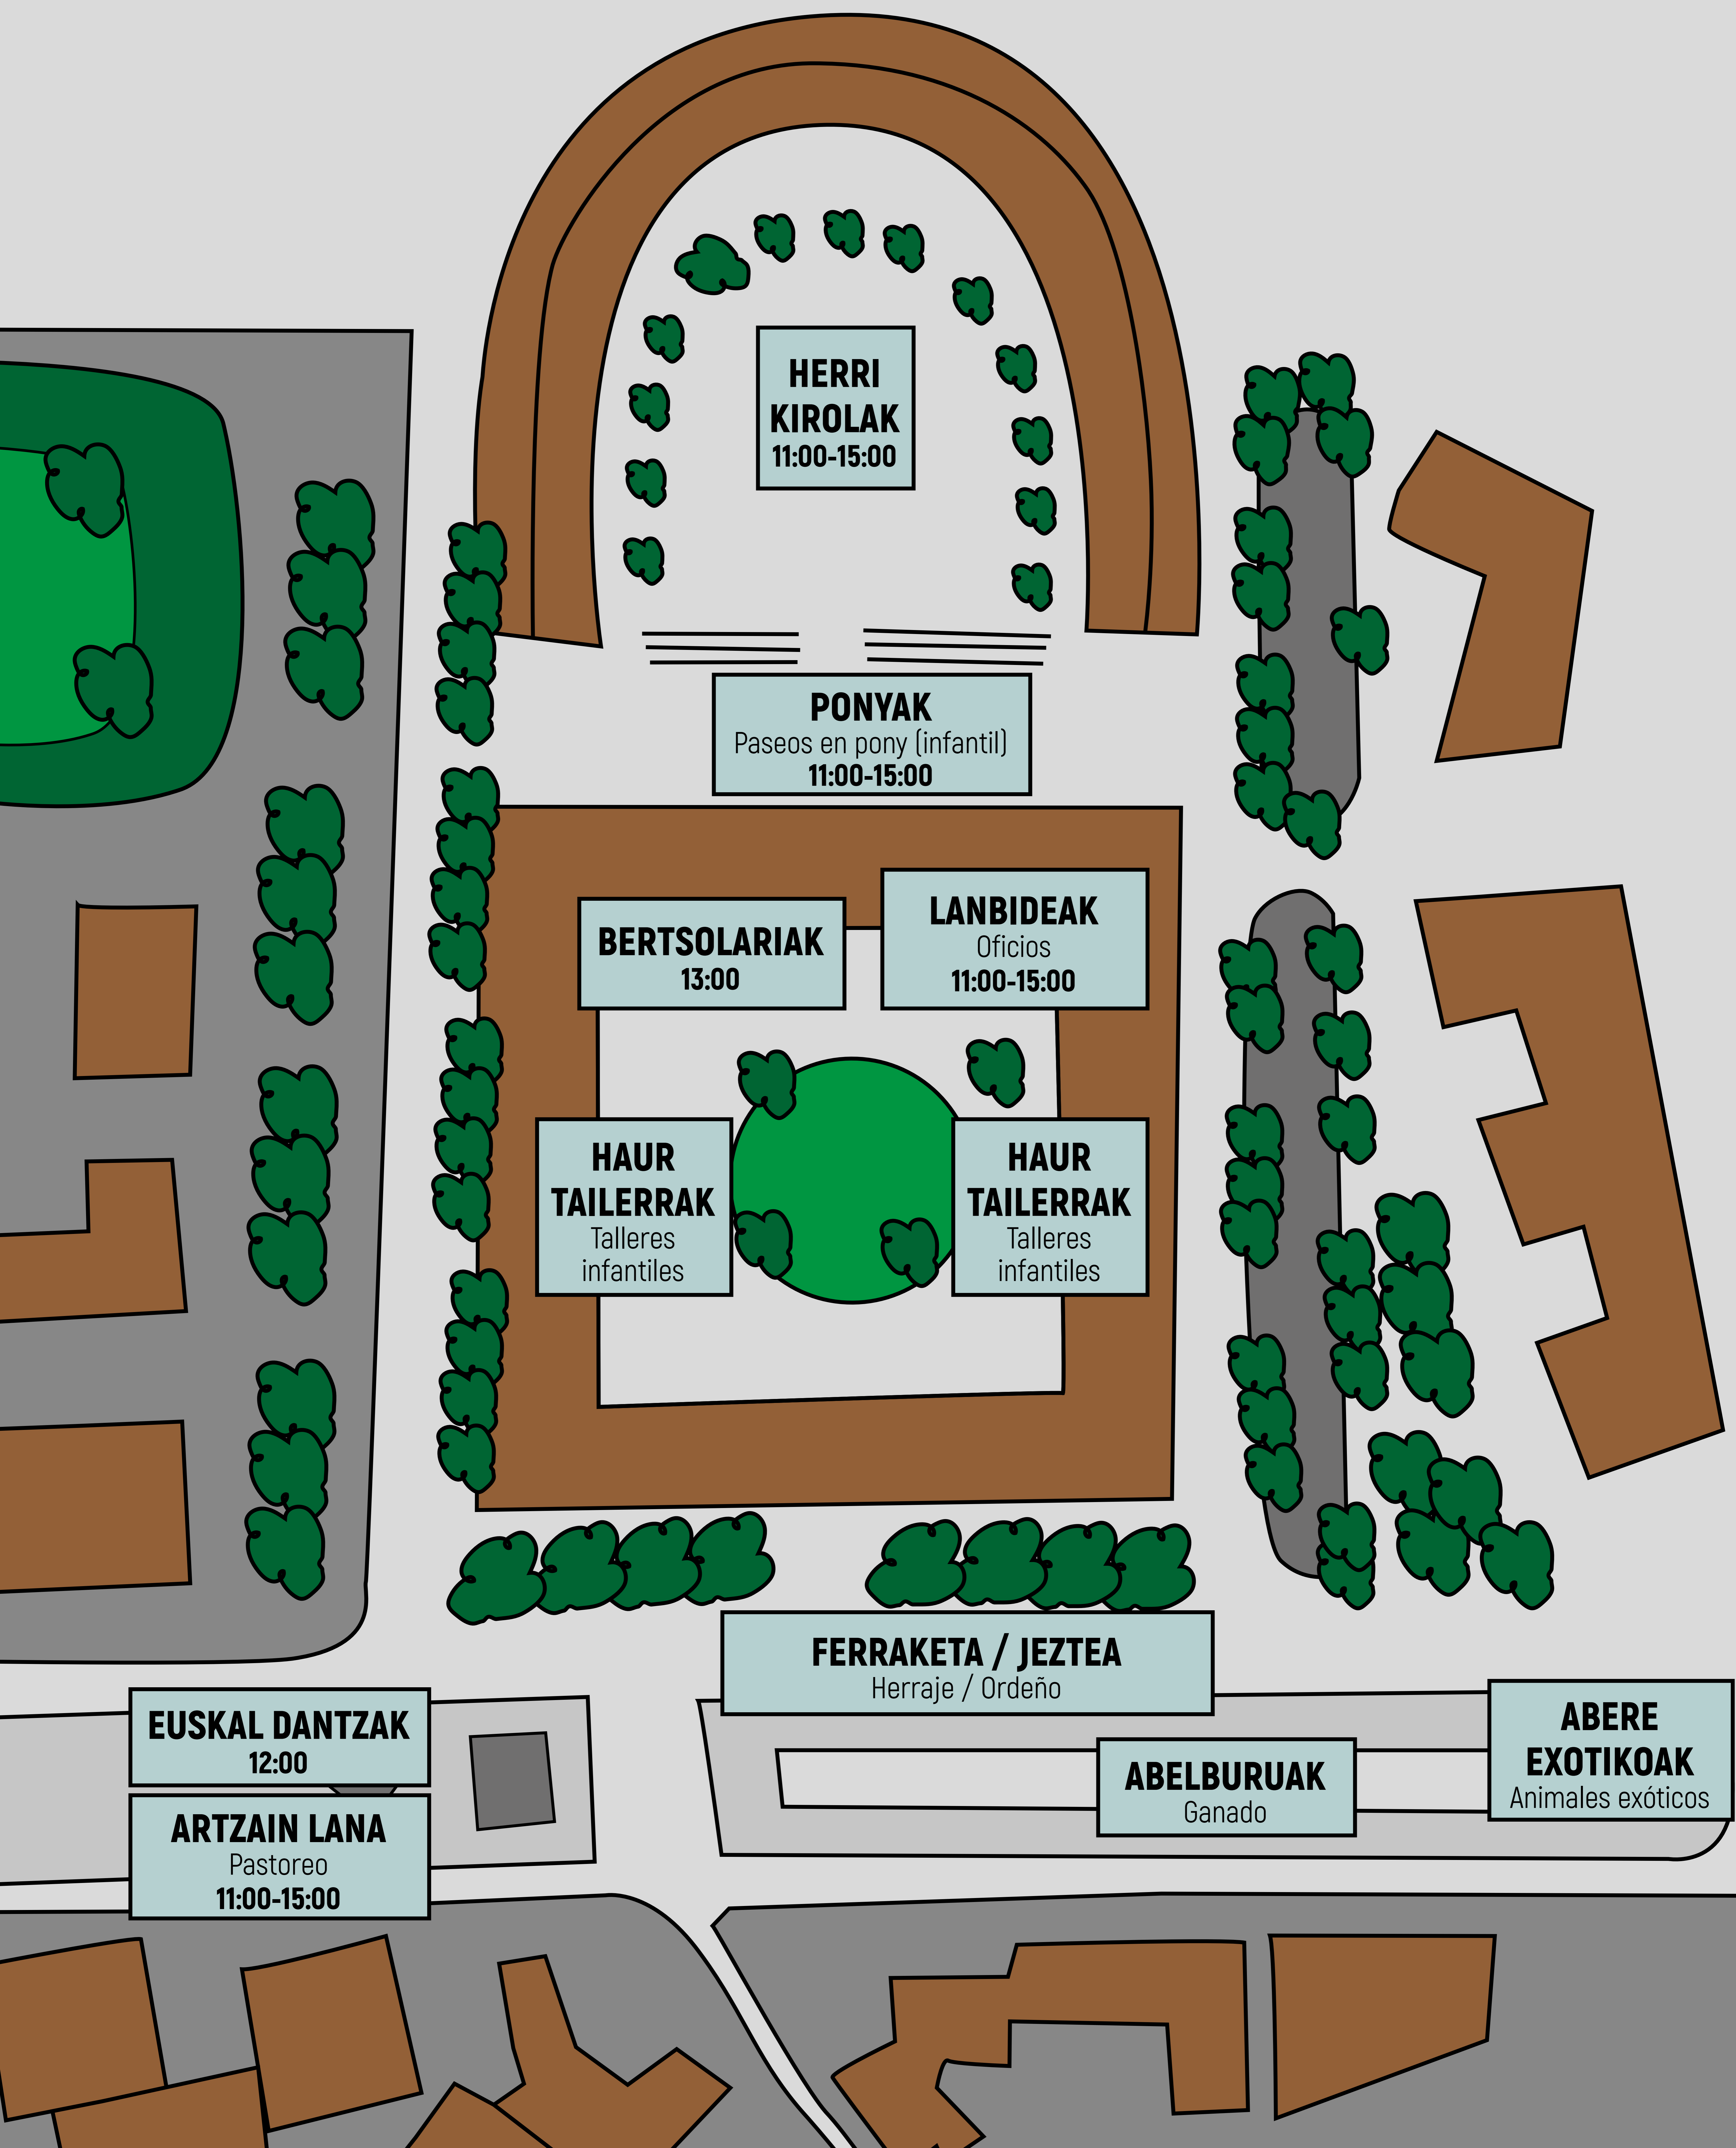 HERRI
KIROLAK
11:00-15:00
PONYAK
Paseos en pony (infantil)
11:00-15:00
BERTSOLARIAK
13:00
LANBIDEAK
Oficios
11:00-15:00
HAUR
TAILERRAK
Talleres
infantiles
HAUR
TAILERRAK
Talleres
infantiles
FERRAKETA / JEZTEA
Herraje / Ordeño
EUSKAL DANTZAK
12:00
ABERE
EXOTIKOAK
Animales exóticos
ABELBURUAK
Ganado
ARTZAIN LANA
Pastoreo
11:00-15:00